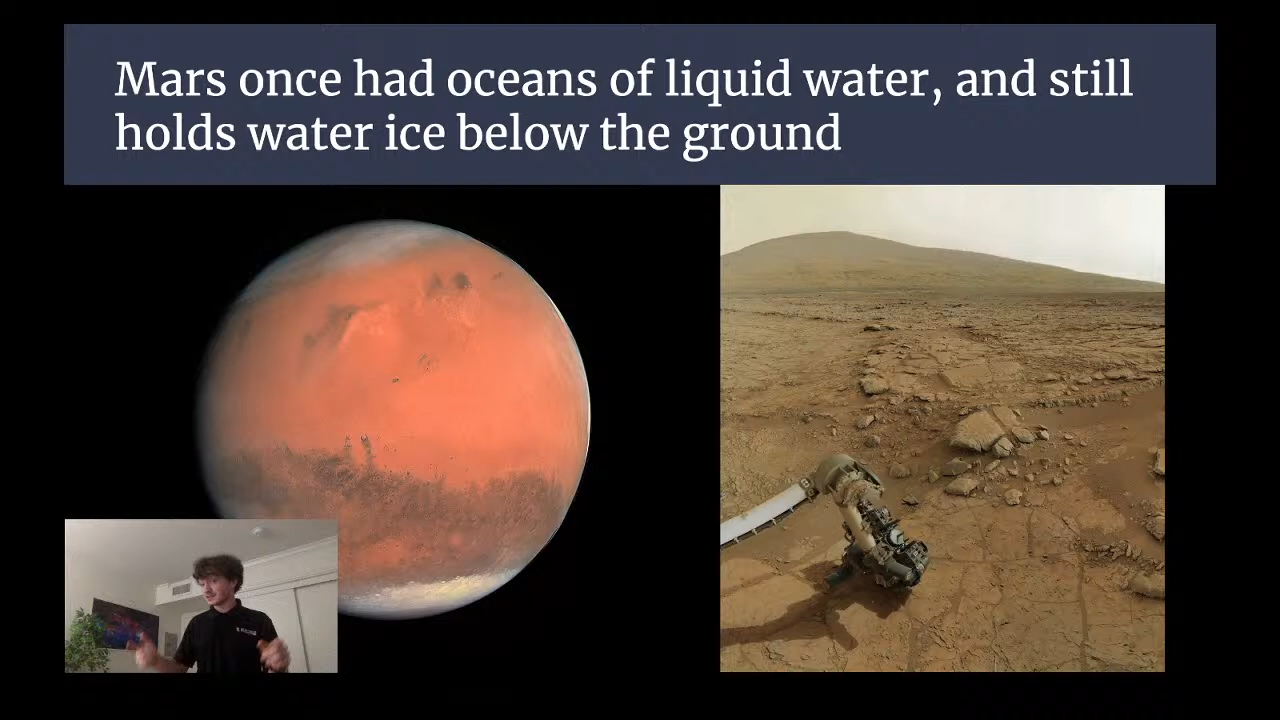 Mars once had oceans of liquid water, and still
holds water ice below the ground